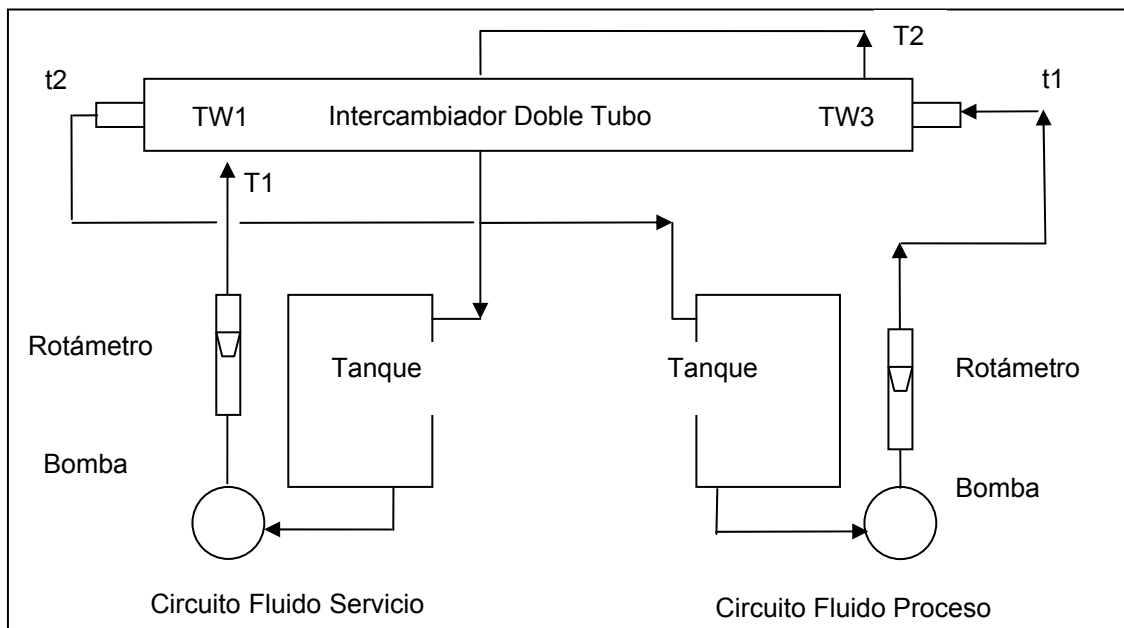 T2
t2
t1
TW1
Intercambiador Doble Tubo
TW3
T1
Rotámetro
Tanque
Tanque
Rotámetro
Bomba
Bomba
Circuito Fluido Servicio
Circuito Fluido Proceso